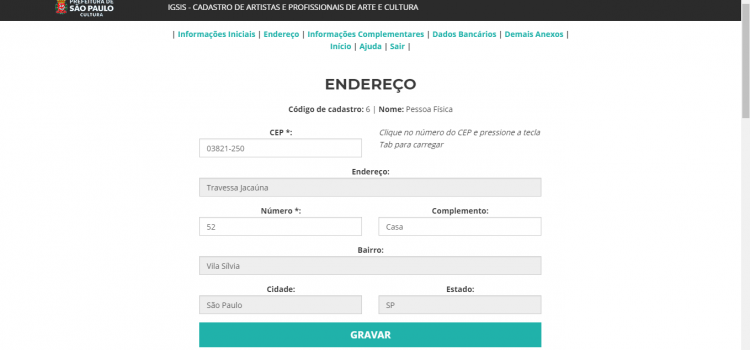 PREFEITURA DE
SÃO PAULO
CULTURA
IGSIS - CADASTRO DE ARTISTAS E PROFISSIONAIS DE ARTE E CULTURA
| Informações Iniciais | Endereço | Informações Complementares | Dados Bancários | Demais Anexos |
Início | Ajuda | Sair |
ENDEREÇO
Código de cadastro: 6 | Nome: Pessoa Física
CEP *:
03821-250
Clique no número do CEP e pressione a tecla
Tab para carregar
Endereço:
Travessa Jacaúna
Número *:
Complemento:
52
Casa
Bairro:
Vila Sílvia
Cidade:
Estado:
São Paulo
SP
GRAVAR